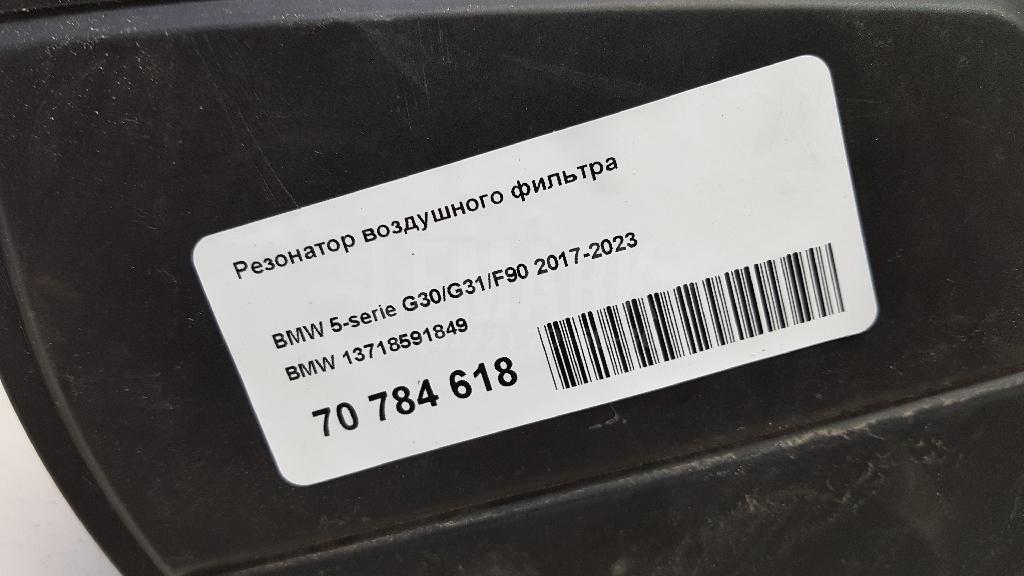 Резонатор воздушного фильтра
BMW 5-serie G30/G31/F90 2017-2023
BMW 13718591849
70 784 618